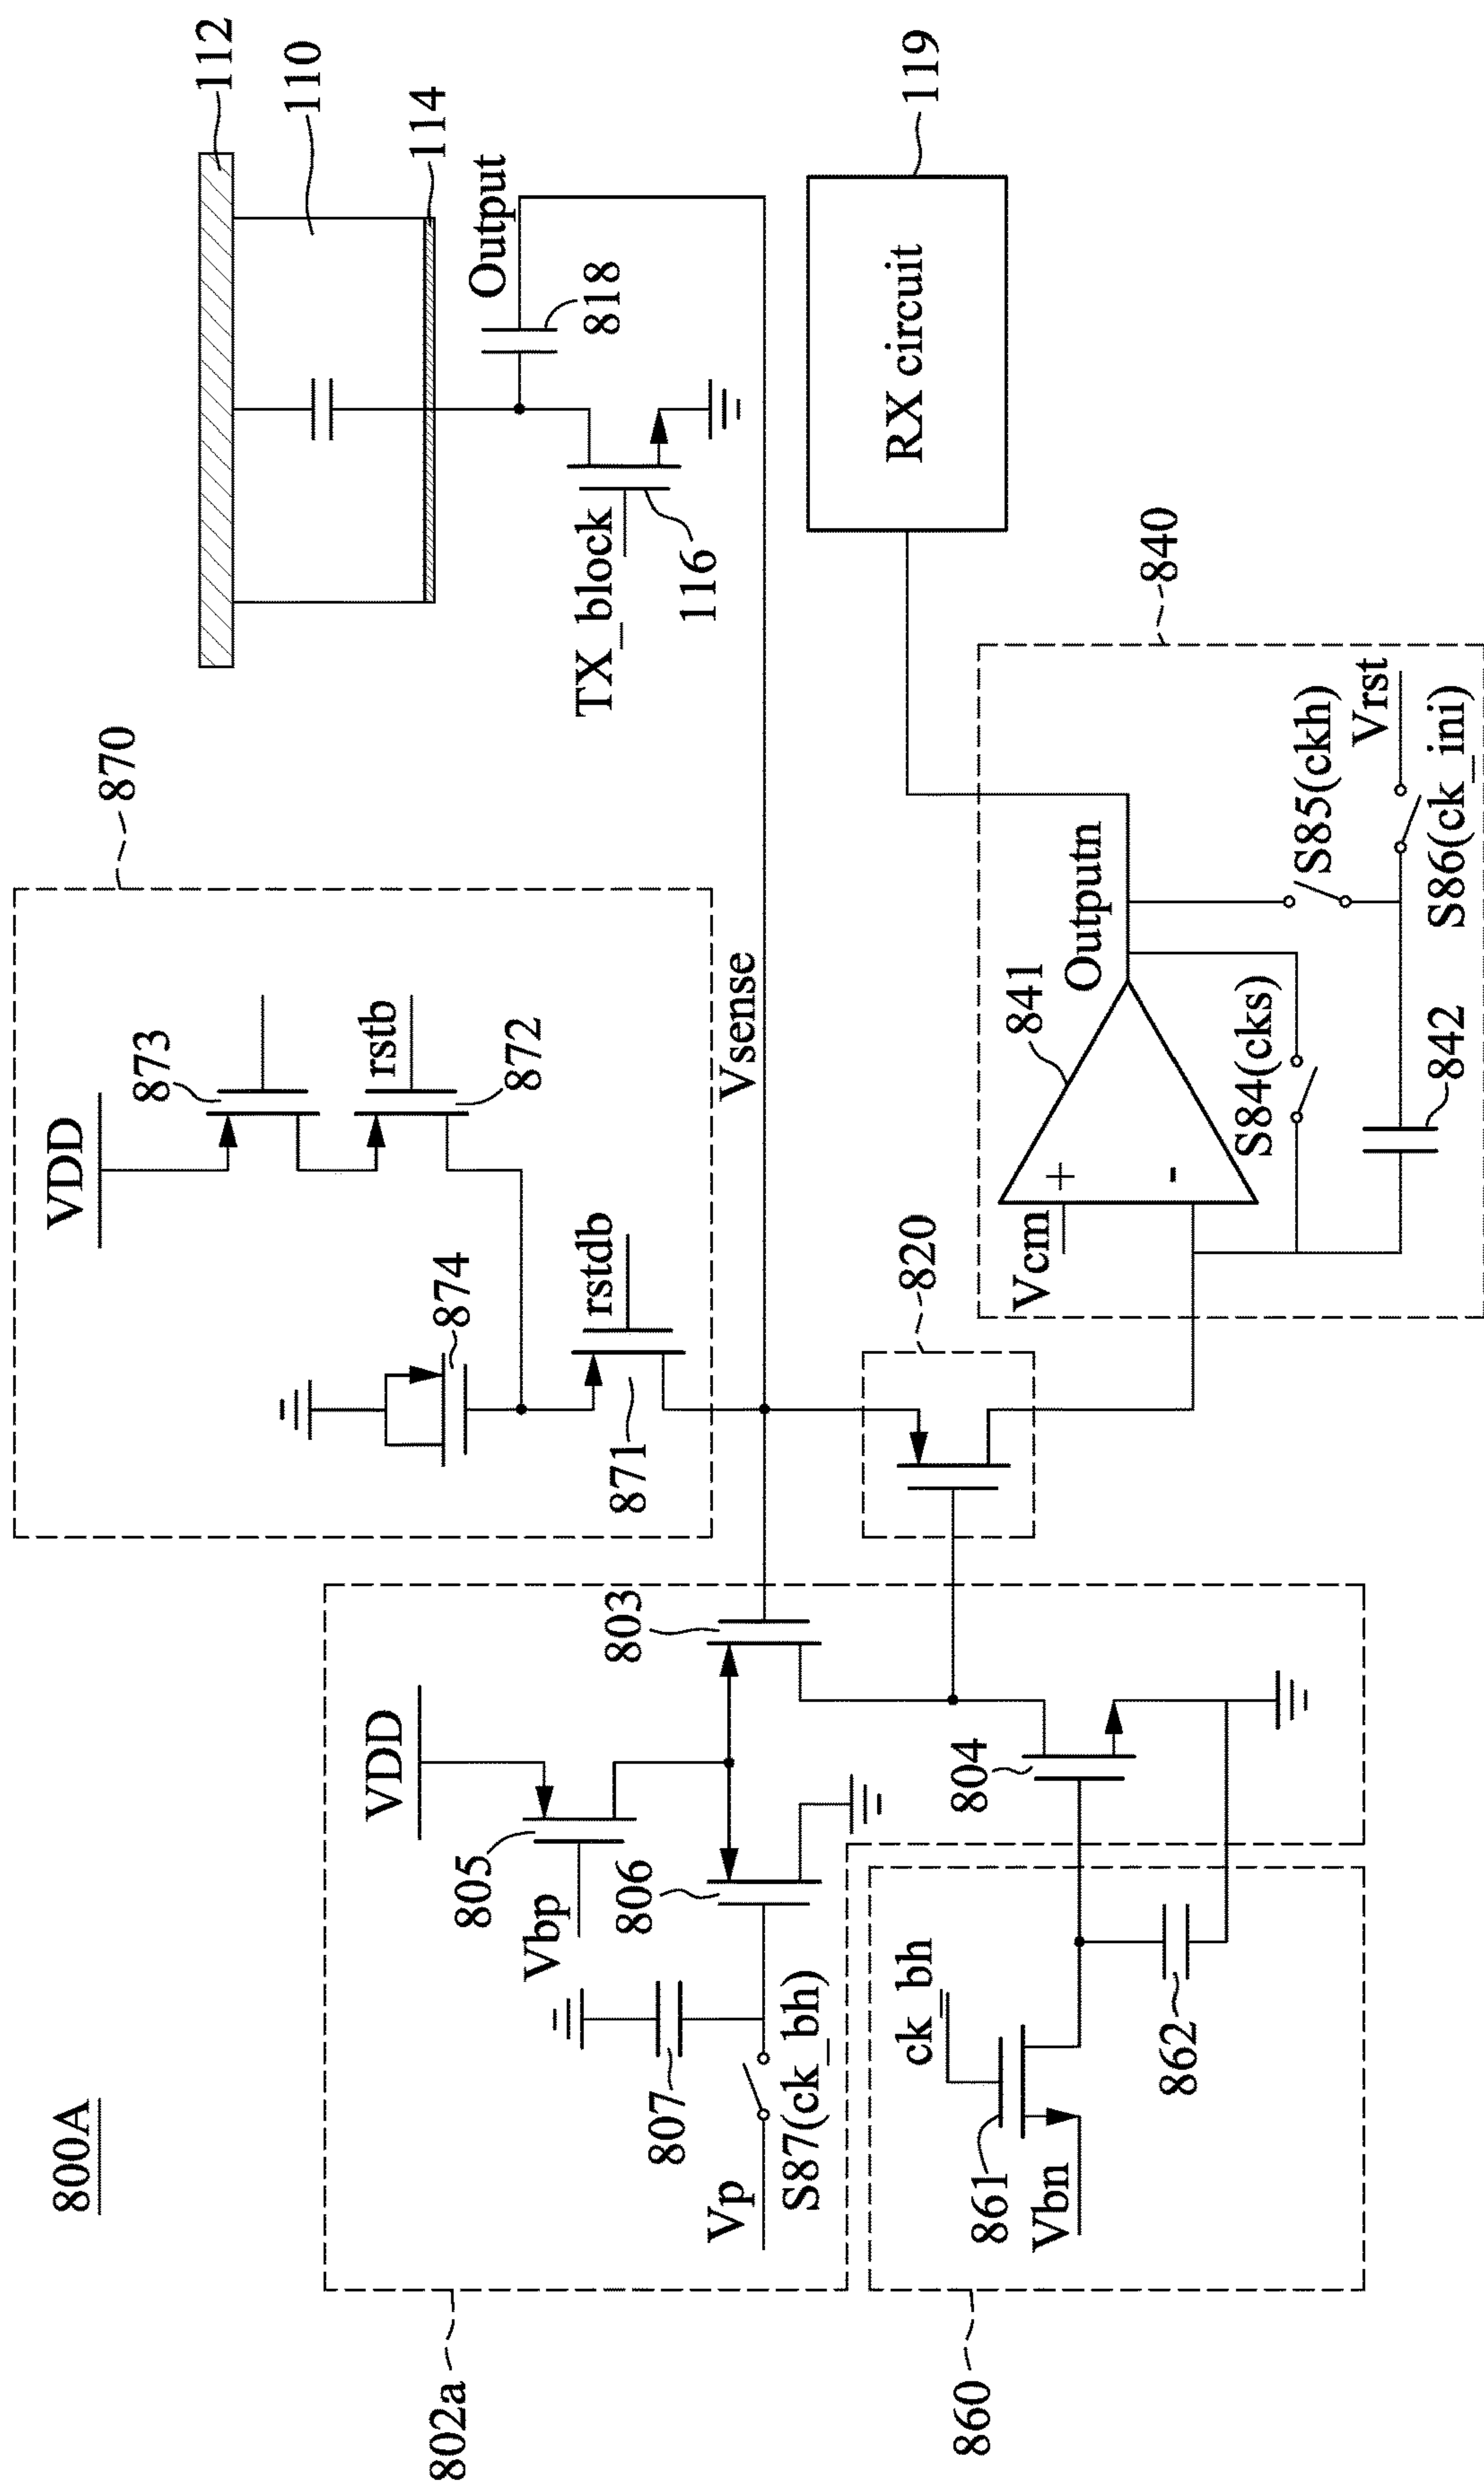 800A
802a
VDD
805
Vbp
803
806
807
Vp
S87(ck_bh)
804
860
ck_bh
861
Vbn
862
870
VDD
873
rstb
872
874
rstdb
871
Vsense
820
112
110
114
Output
818
TX_block
116
119
RX circuit
840
841
Vcm
+
-
Outputn
S84(cks)
S85(ckh)
Vrst
S86(ck_ini)
842